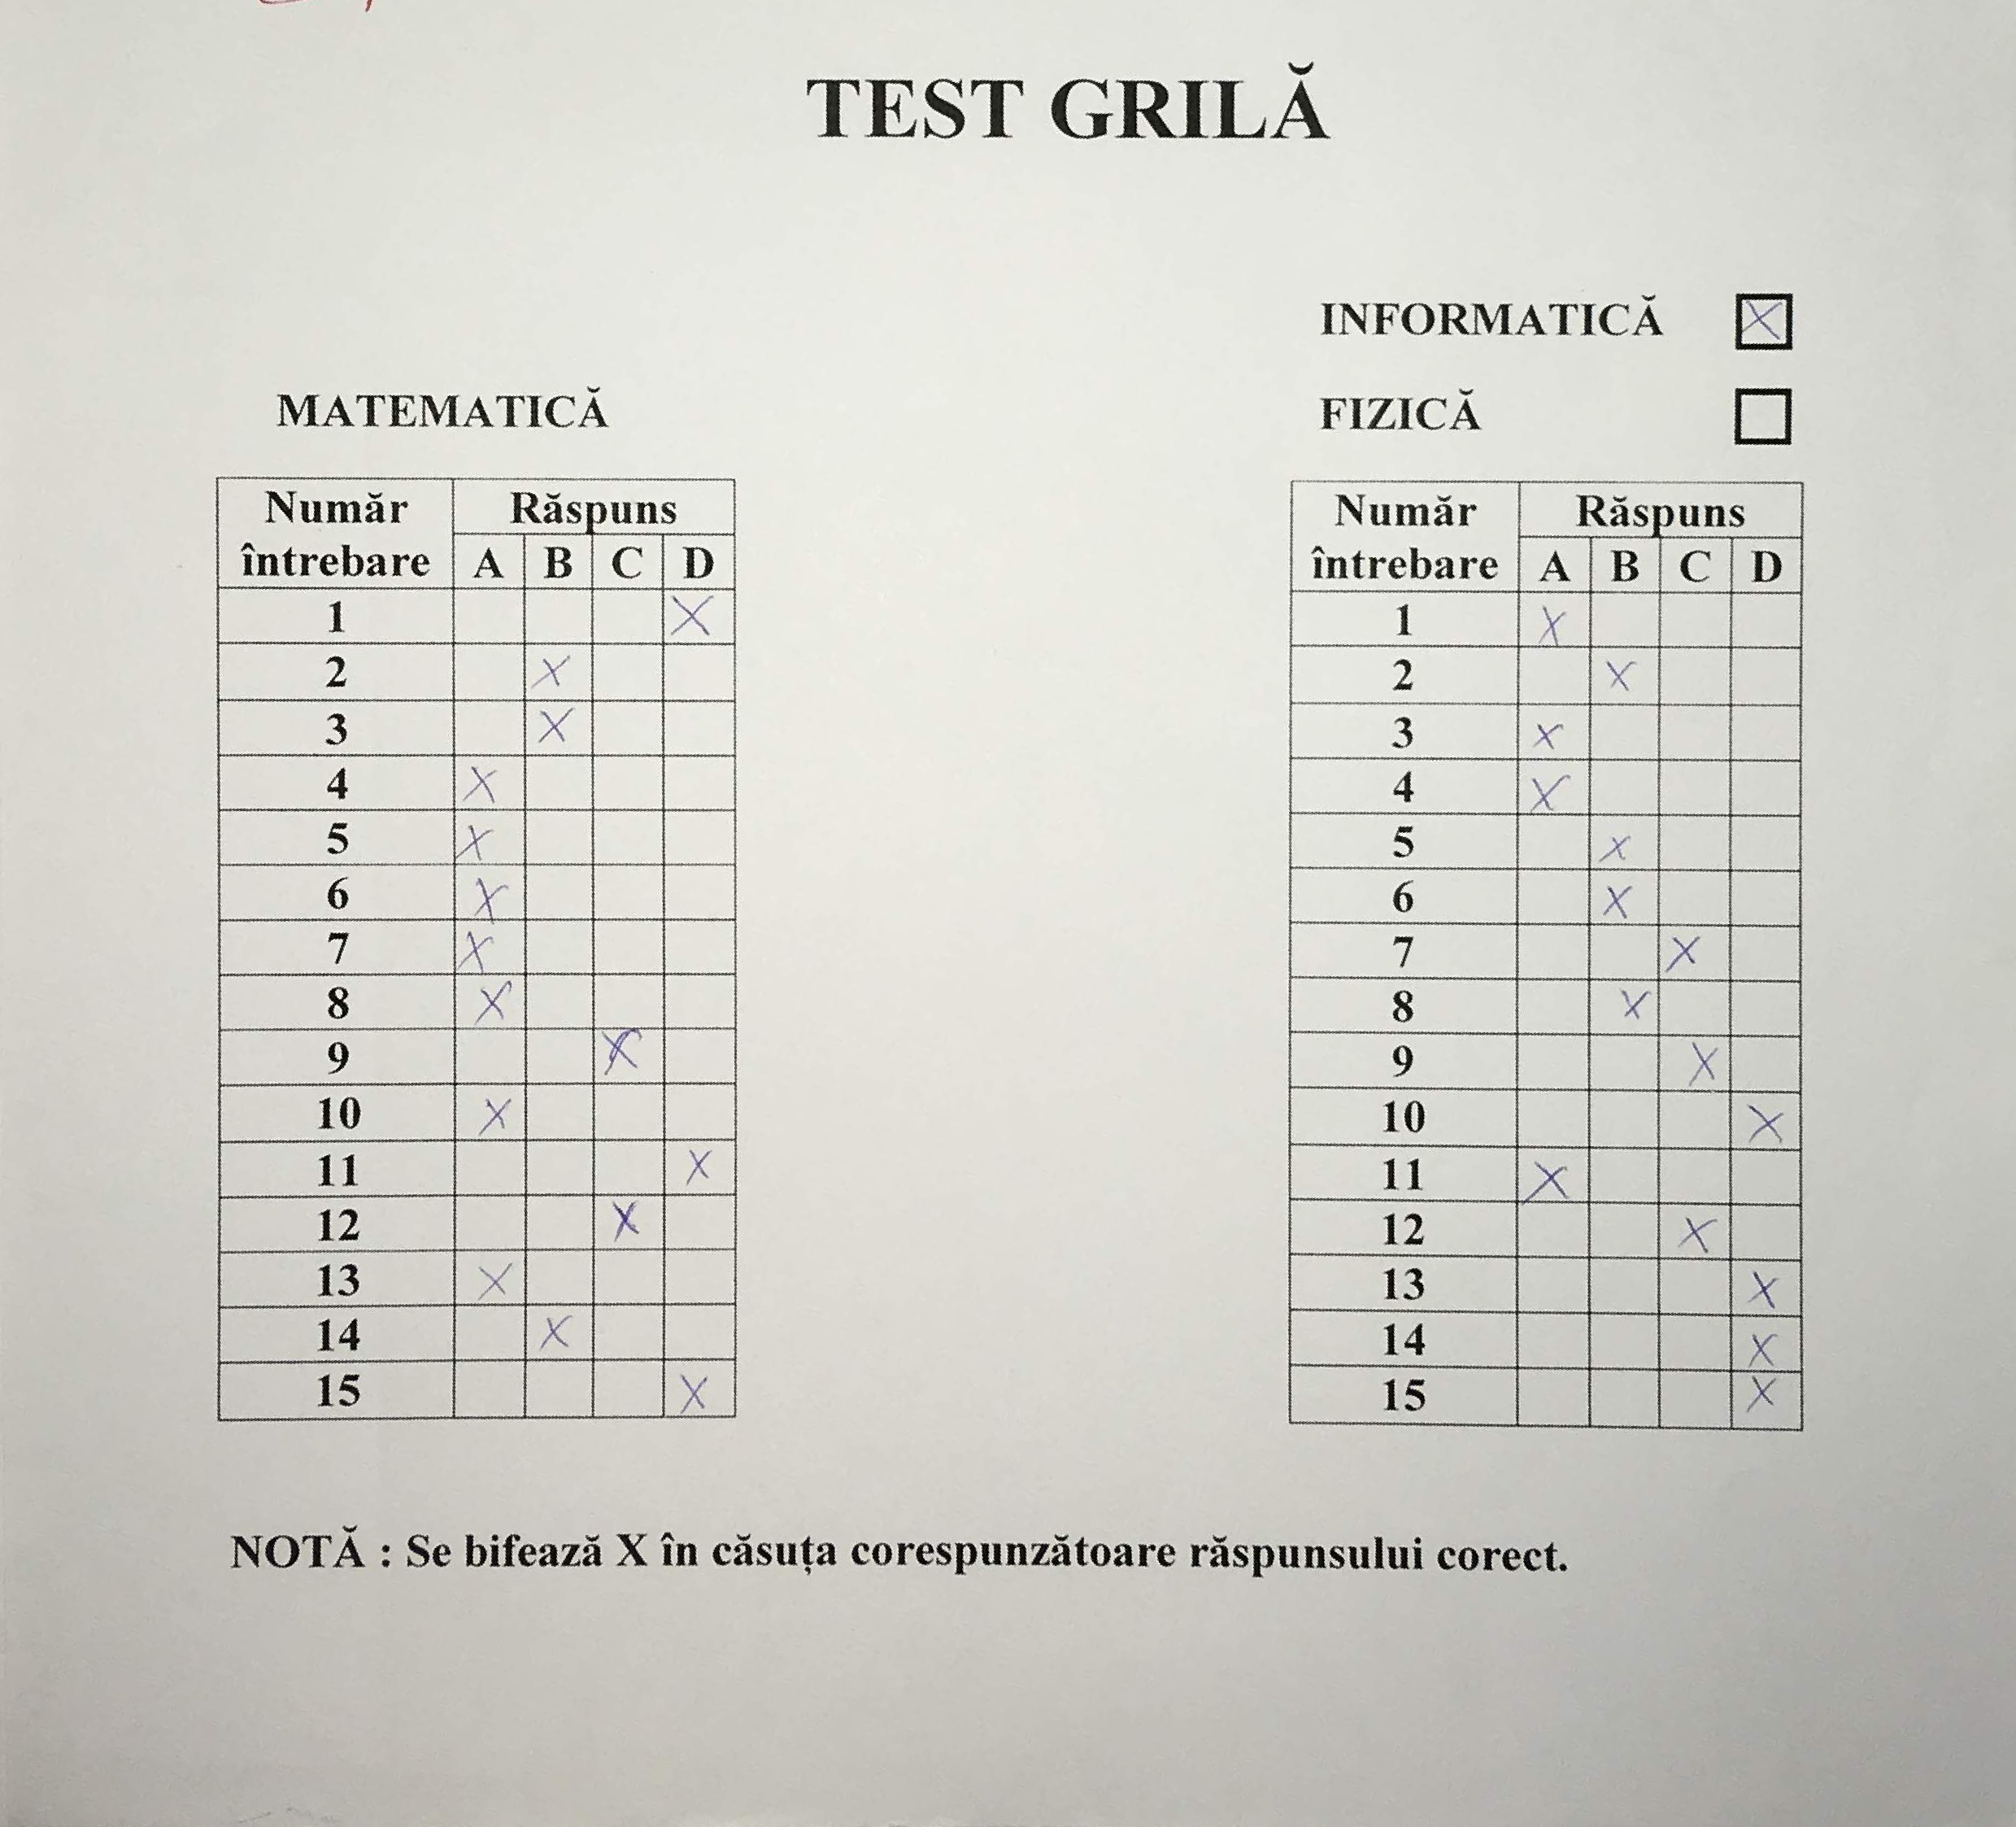 TEST GRILĂ
INFORMATICĂ X
MATEMATICĂ
FIZICĂ
Număr întrebare Răspuns
A B C D
1 X
2 X
3 X
4 X
5 X
6 X
7 X
8 X
9 X
10 X
11 X
12 X
13 X
14 X
15 X
Număr întrebare Răspuns
A B C D
1 X
2 X
3 X
4 X
5 X
6 X
7 X
8 X
9 X
10 X
11 X
12 X
13 X
14 X
15 X
NOTĂ : Se bifează X în căsuța corespunzătoare răspunsului corect.